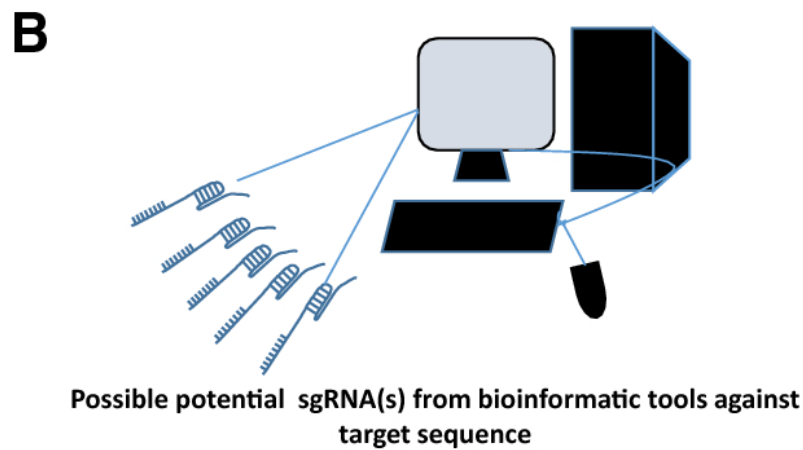 B
Possible potential sgRNA(s) from bioinformatic tools against
target sequence